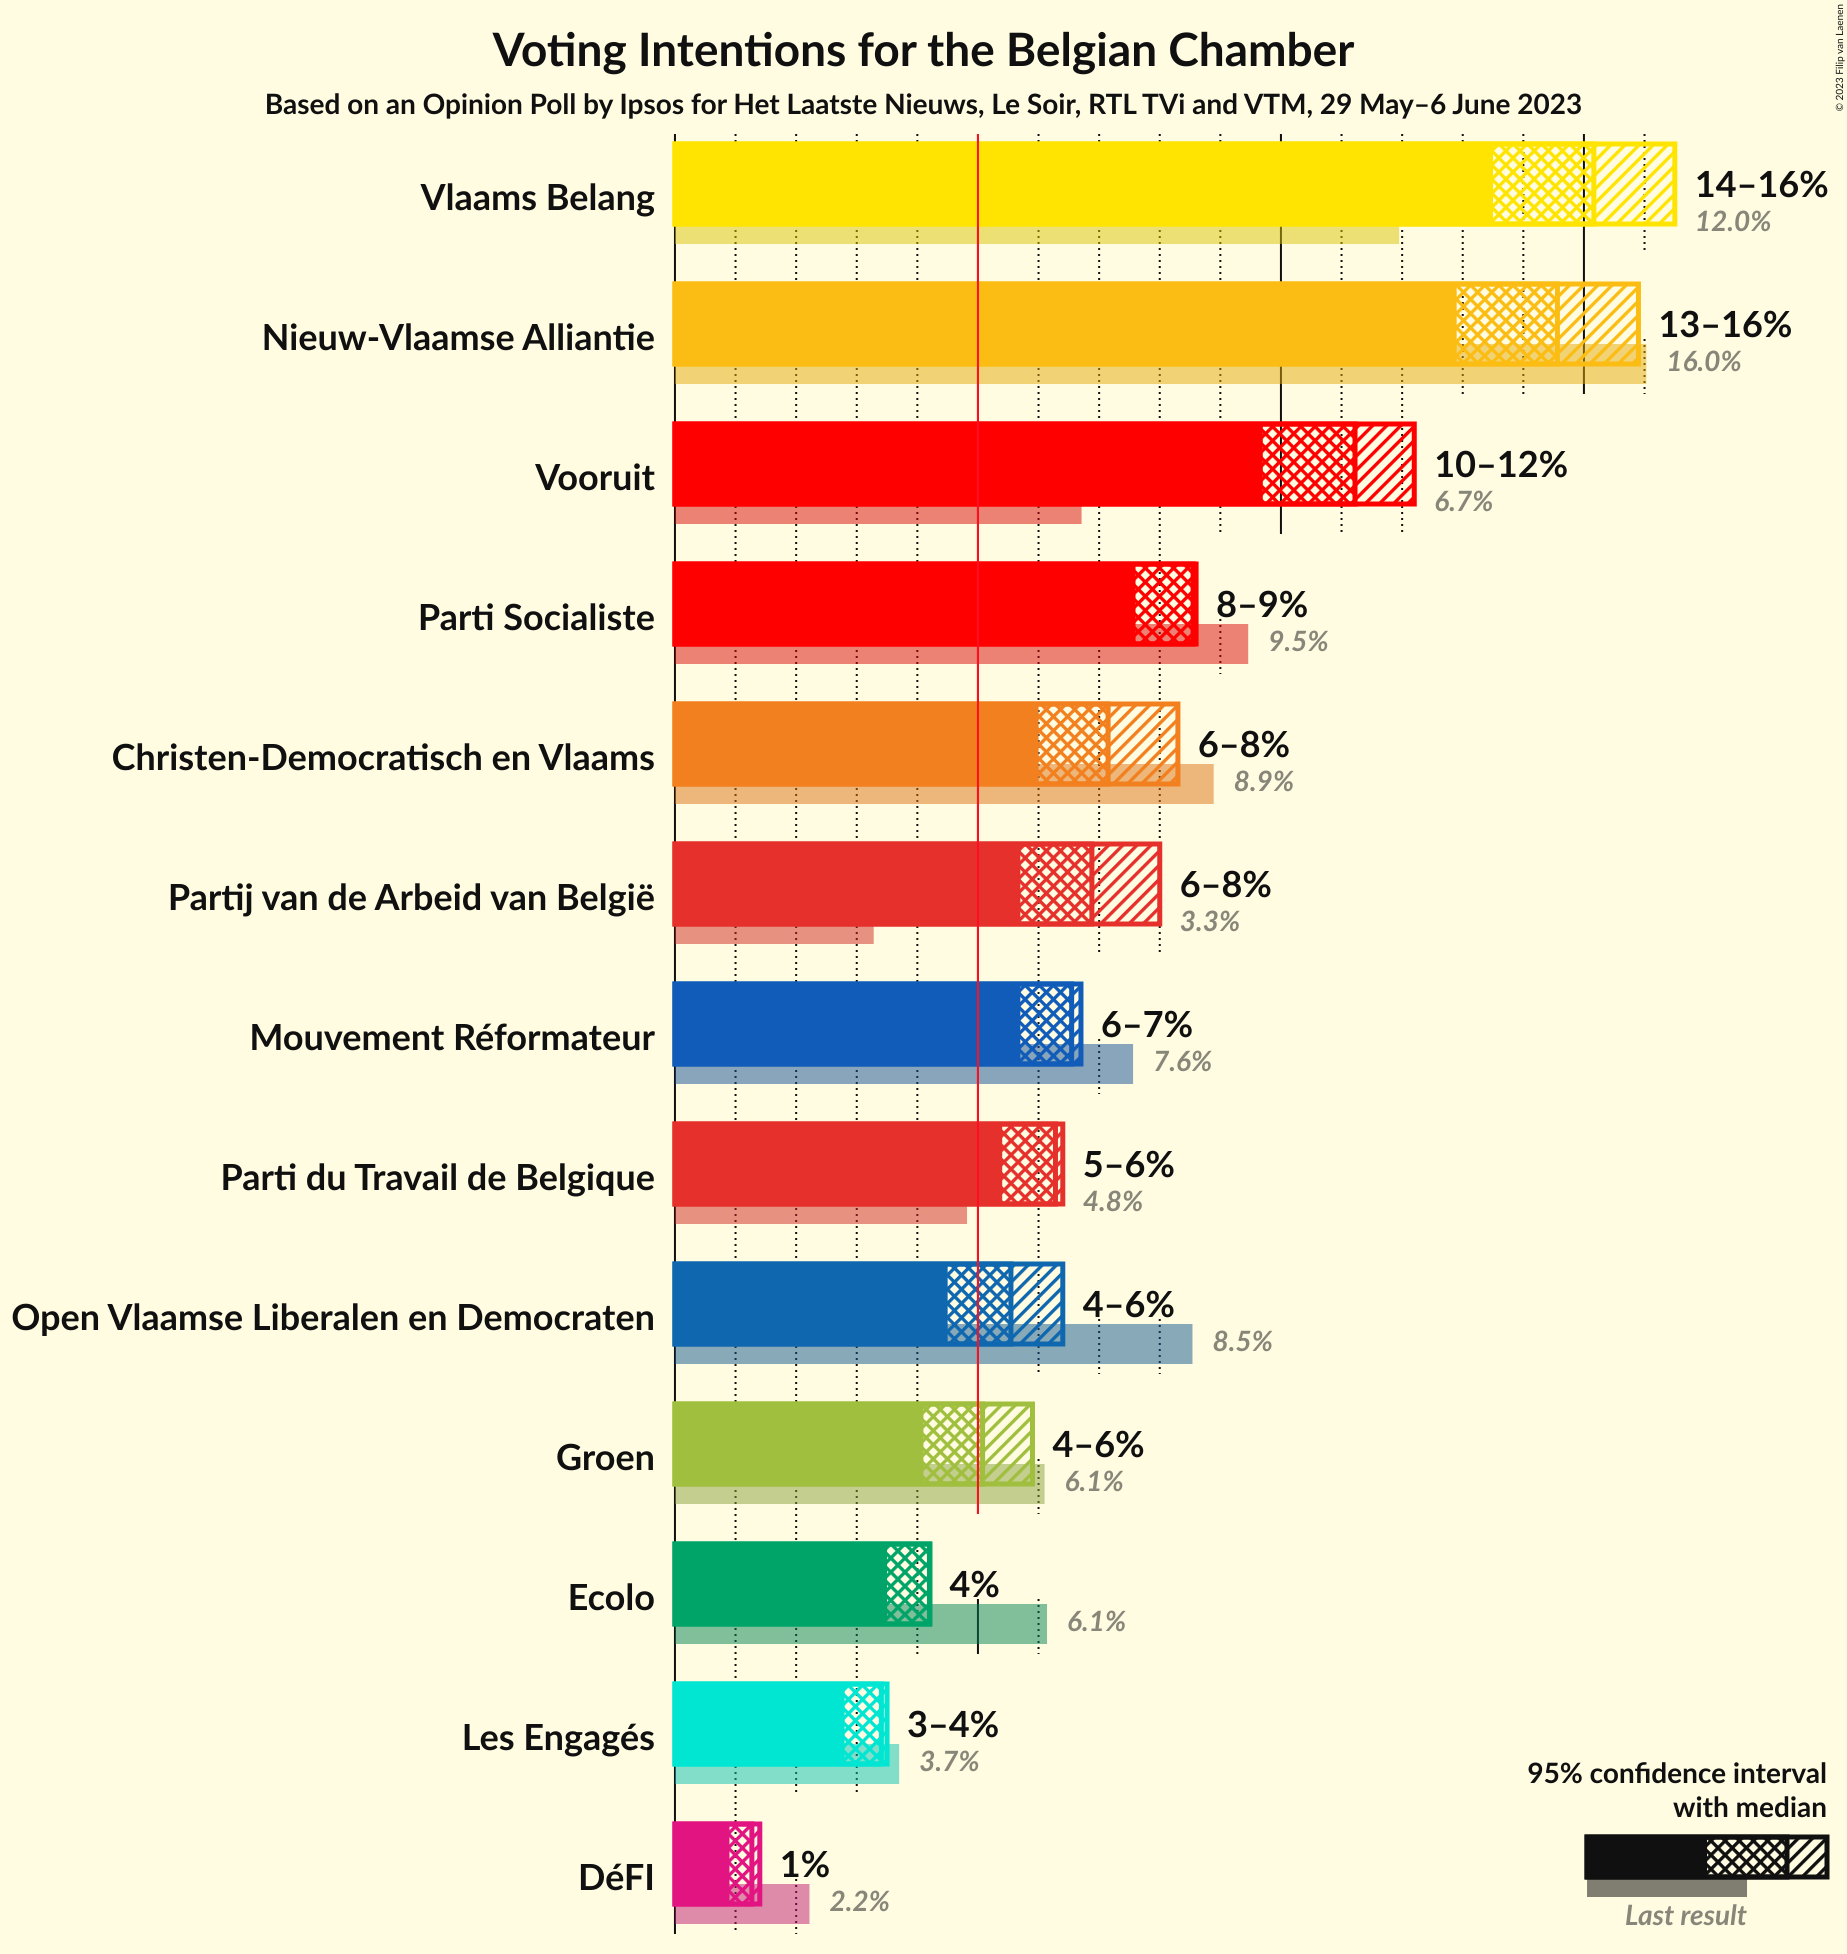 Voting Intentions for the Belgian Chamber
Based on an Opinion Poll by Ipsos for Het Laatste Nieuws, Le Soir, RTL TVi and VTM, 29 May–6 June 2023
© 2023 Filip van Laenen
Vlaams Belang
14–16%
12.0%
Nieuw-Vlaamse Alliantie
13–16%
16.0%
Vooruit
10–12%
6.7%
Parti Socialiste
8–9%
9.5%
Christen-Democratisch en Vlaams
6–8%
8.9%
Partij van de Arbeid van België
6–8%
3.3%
Mouvement Réformateur
6–7%
7.6%
Parti du Travail de Belgique
5–6%
4.8%
Open Vlaamse Liberalen en Democraten
4–6%
8.5%
Groen
4–6%
6.1%
Ecolo
4%
6.1%
Les Engagés
3–4%
3.7%
DéFI
1%
2.2%
95% confidence interval
with median
Last result